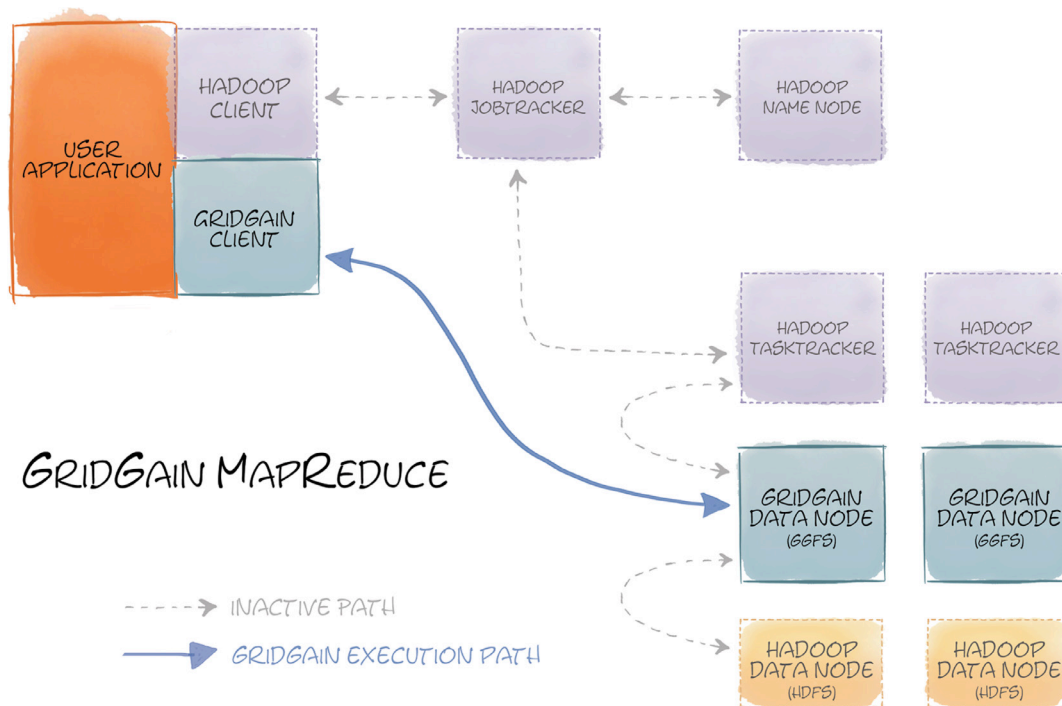 USER
APPLICATION
HADOOP
CLIENT
GRIDGAIN
CLIENT
HADOOP
JOBTRACKER
HADOOP
NAME NODE
HADOOP
TASKTRACKER
HADOOP
TASKTRACKER
GRIDGAIN MAPREDUCE
GRIDGAIN
DATA NODE
(GGFS)
GRIDGAIN
DATA NODE
(GGFS)
INACTIVE PATH
GRIDGAIN EXECUTION PATH
HADOOP
DATA NODE
(HDFS)
HADOOP
DATA NODE
(HDFS)